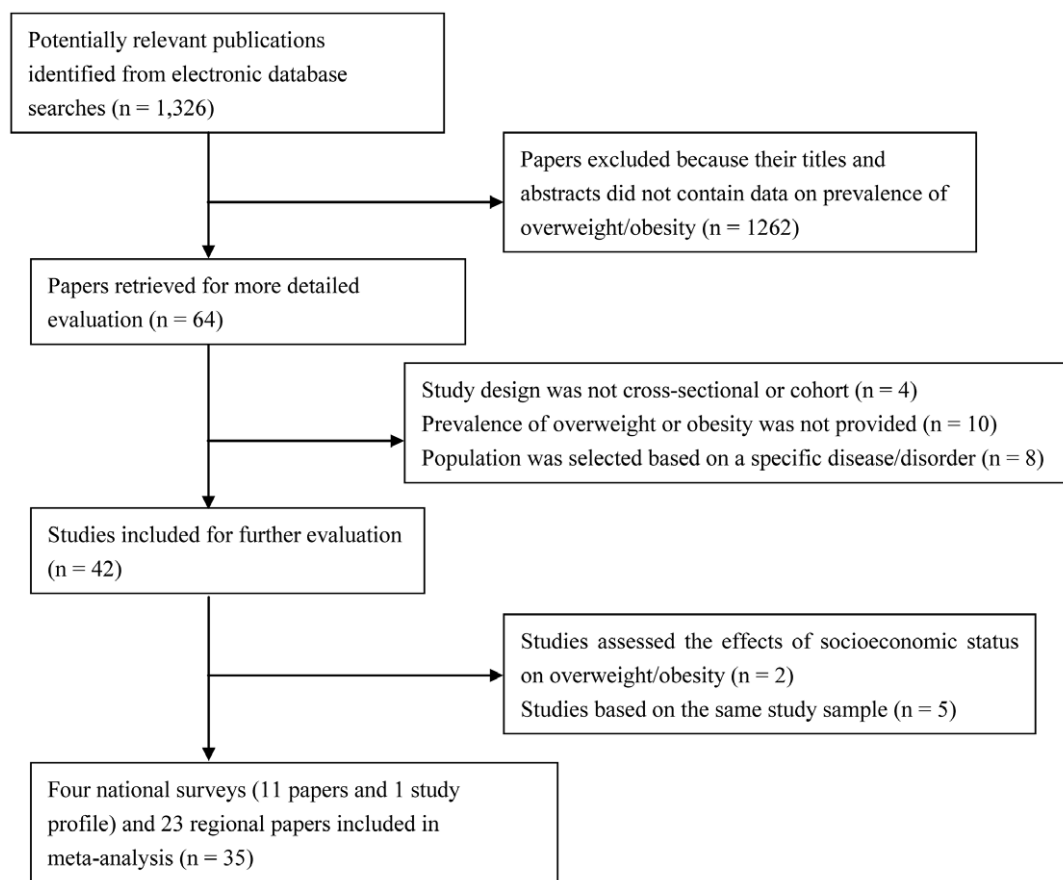 Potentially relevant publications
identified from electronic database
searches (n = 1,326)
Papers excluded because their titles and
abstracts did not contain data on prevalence of
overweight/obesity (n = 1262)
Papers retrieved for more detailed
evaluation (n = 64)
Study design was not cross-sectional or cohort (n = 4)
Prevalence of overweight or obesity was not provided (n = 10)
Population was selected based on a specific disease/disorder (n = 8)
Studies included for further evaluation
(n = 42)
Studies assessed the effects of socioeconomic status
on overweight/obesity (n = 2)
Studies based on the same study sample (n = 5)
Four national surveys (11 papers and 1 study
profile) and 23 regional papers included in
meta-analysis (n = 35)